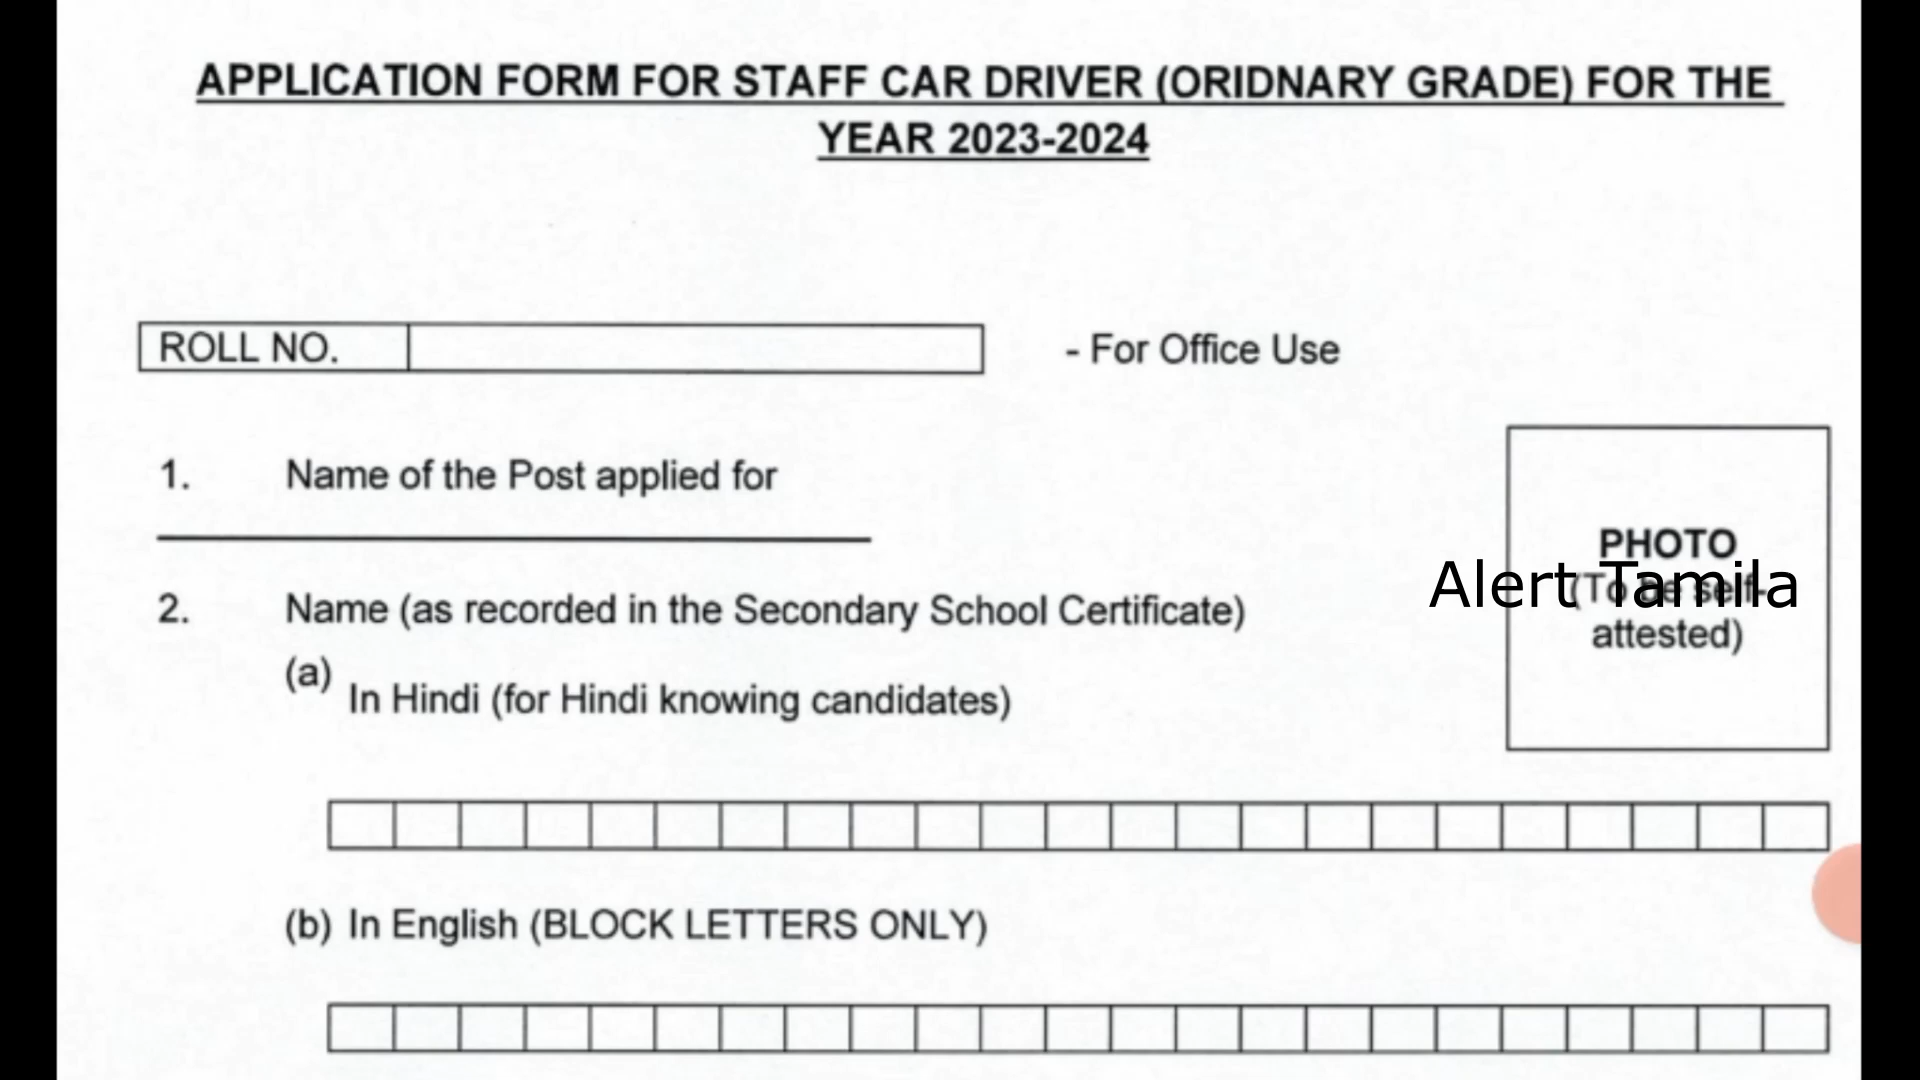 APPLICATION FORM FOR STAFF CAR DRIVER (ORIDNARY GRADE) FOR THE
YEAR 2023-2024
ROLL NO. - For Office Use
1. Name of the Post applied for
PHOTO
(To be self-
attested)
Alert Tamila
2. Name (as recorded in the Secondary School Certificate)
(a) In Hindi (for Hindi knowing candidates)
(b) In English (BLOCK LETTERS ONLY)